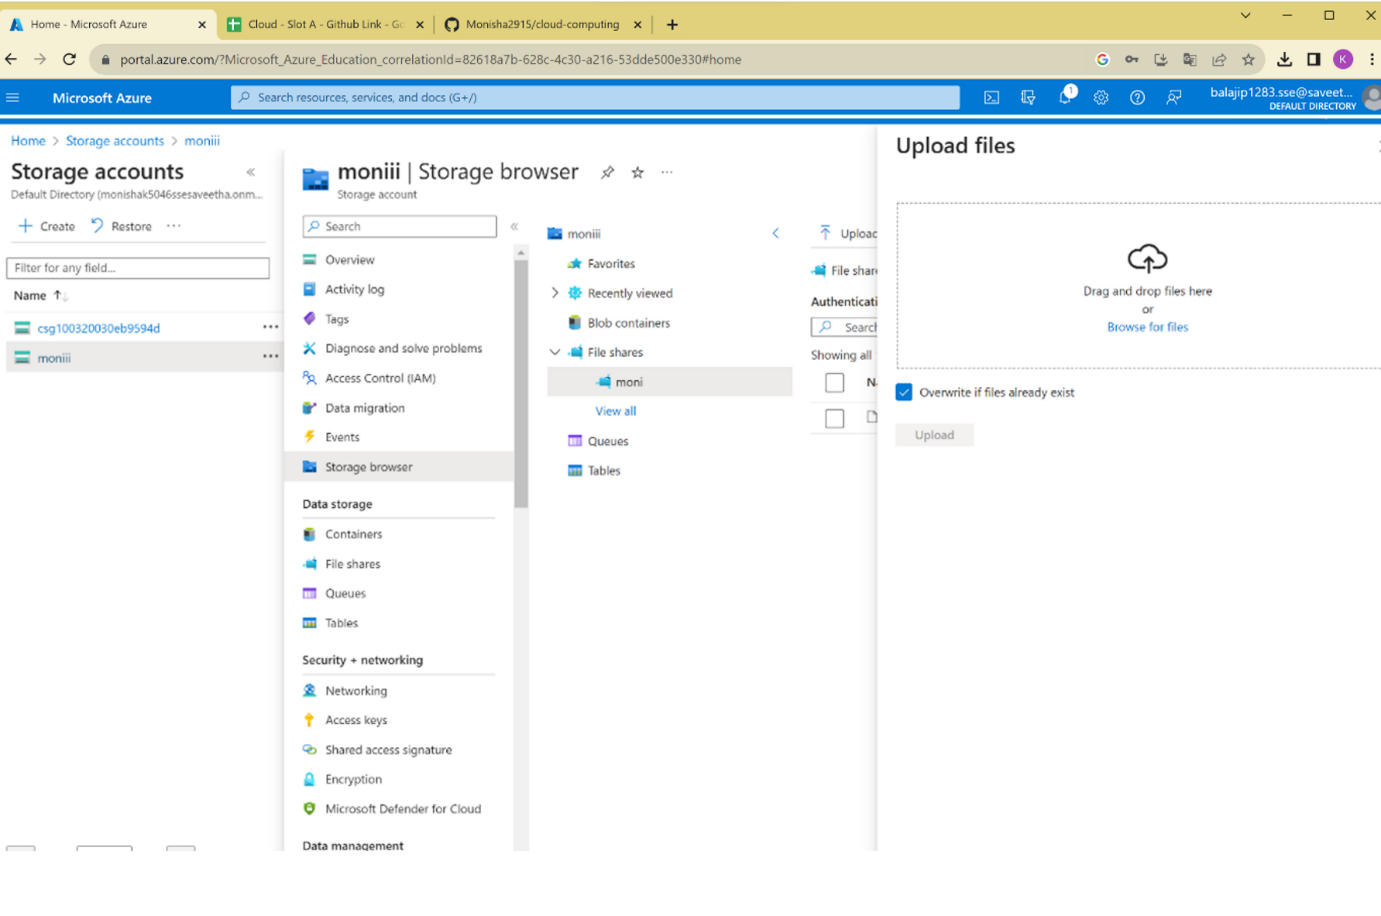 Home - Microsoft Azure
Cloud - Slot A - Github Link - Go
Monisha2915/cloud-computing
portal.azure.com/?Microsoft_Azure_Education_correlationId=82618a7b-628c-4c30-a216-53dde500e330#home
K
Microsoft Azure
Search resources, services, and docs (G+/)
1
balajip1283.sse@saveet...
DEFAULT DIRECTORY
Home > Storage accounts > moniii
Storage accounts
Default Directory (monishak5046ssesaveetha.onm...
Create
Restore
Filter for any field...
Name
csg100320030eb9594d
moniii
moniii | Storage browser
Storage account
Search
Overview
Activity log
Tags
Diagnose and solve problems
Access Control (IAM)
Data migration
Events
Storage browser
Data storage
Containers
File shares
Queues
Tables
Security + networking
Networking
Access keys
Shared access signature
Encryption
Microsoft Defender for Cloud
Data management
moniii
Favorites
Recently viewed
Blob containers
File shares
moni
View all
Queues
Tables
Upload
File share
Authenticati
Search
Showing all
Na
Upload files
Drag and drop files here
or
Browse for files
Overwrite if files already exist
Upload